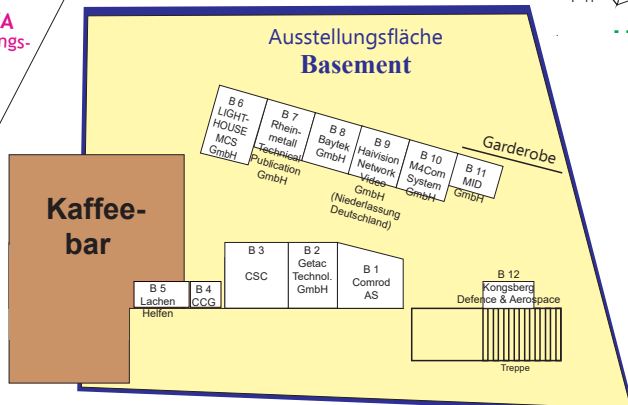 A
ngs-
Ausstellungsfläche
Basement
B 6
LIGHT-
HOUSE
MCS
GmbH
B 7
Rhein-
metall
Technical
Publication
GmbH
B 8
Baytek
GmbH
B 9
Haivision
Network
Video
GmbH
(Niederlassung
Deutschland)
B 10
M4Com
System
GmbH
B 11
MID
GmbH
Garderobe
Kaffee-
bar
B 5
Lachen
Helfen
B 4
CCG
B 3
CSC
B 2
Getac
Technol.
GmbH
B 1
Comrod
AS
B 12
Kongsberg
Defence & Aerospace
Treppe